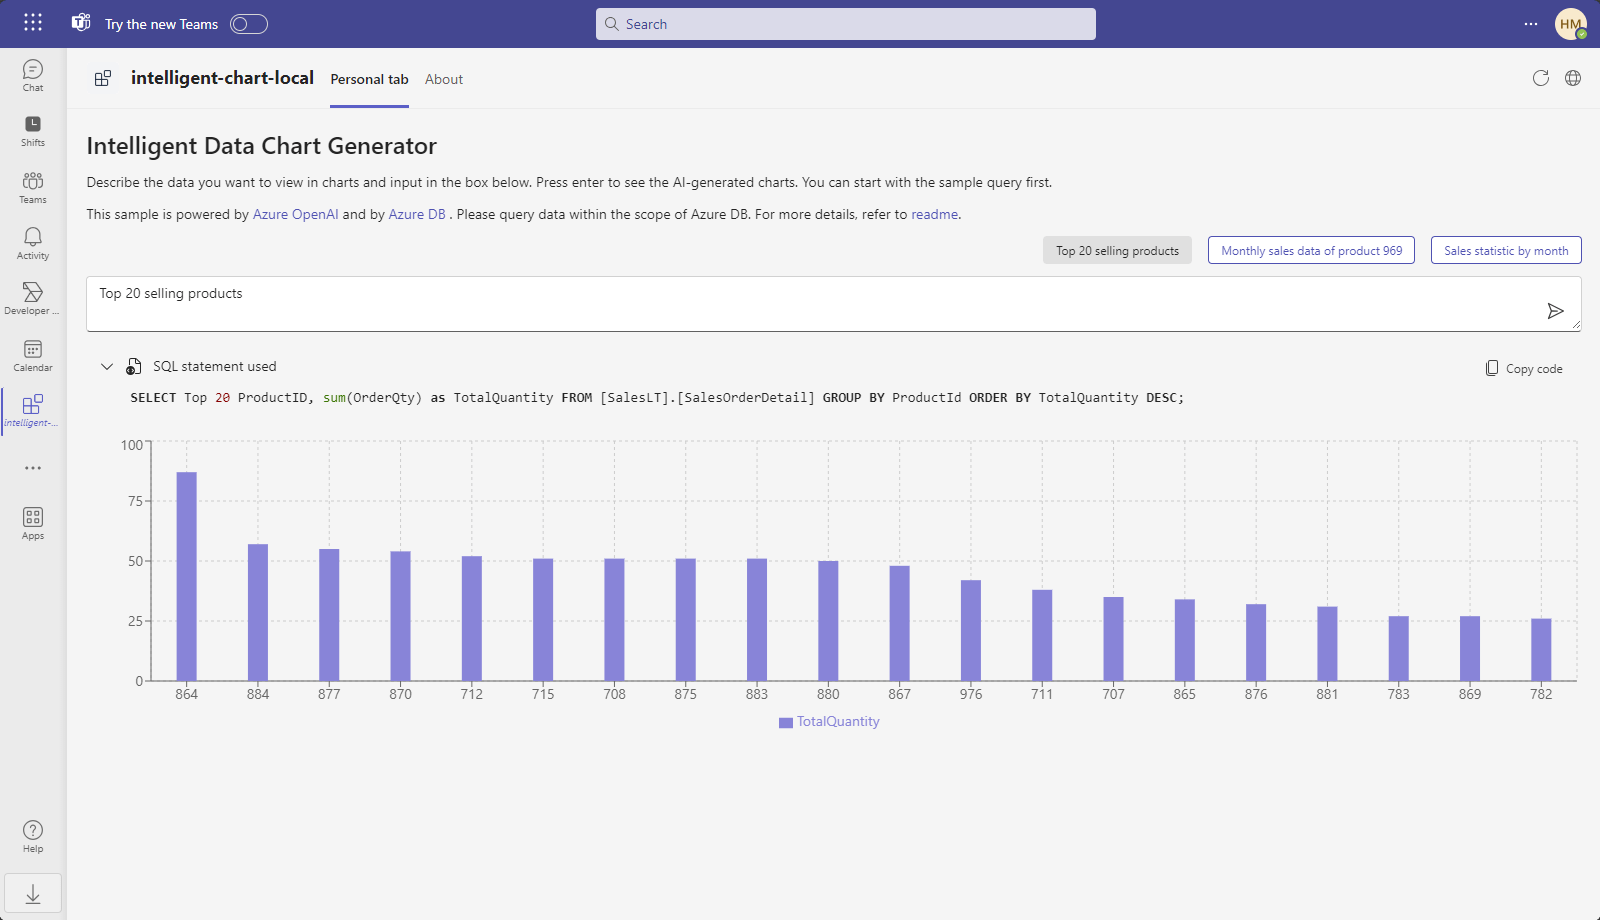 Try the new Teams
Search
HM
Chat
Shifts
Teams
Activity
Developer ...
Calendar
intelligent-...
Apps
Help
intelligent-chart-local
Personal tab
About
Intelligent Data Chart Generator
Describe the data you want to view in charts and input in the box below. Press enter to see the AI-generated charts. You can start with the sample query first.
This sample is powered by Azure OpenAI and by Azure DB . Please query data within the scope of Azure DB. For more details, refer to readme.
Top 20 selling products
Monthly sales data of product 969
Sales statistic by month
Top 20 selling products
SQL statement used
Copy code
SELECT Top 20 ProductID, sum(OrderQty) as TotalQuantity FROM [SalesLT].[SalesOrderDetail] GROUP BY ProductId ORDER BY TotalQuantity DESC;
100
75
50
25
0
864 884 877 870 712 715 708 875 883 880 867 976 711 707 865 876 881 783 869 782
TotalQuantity